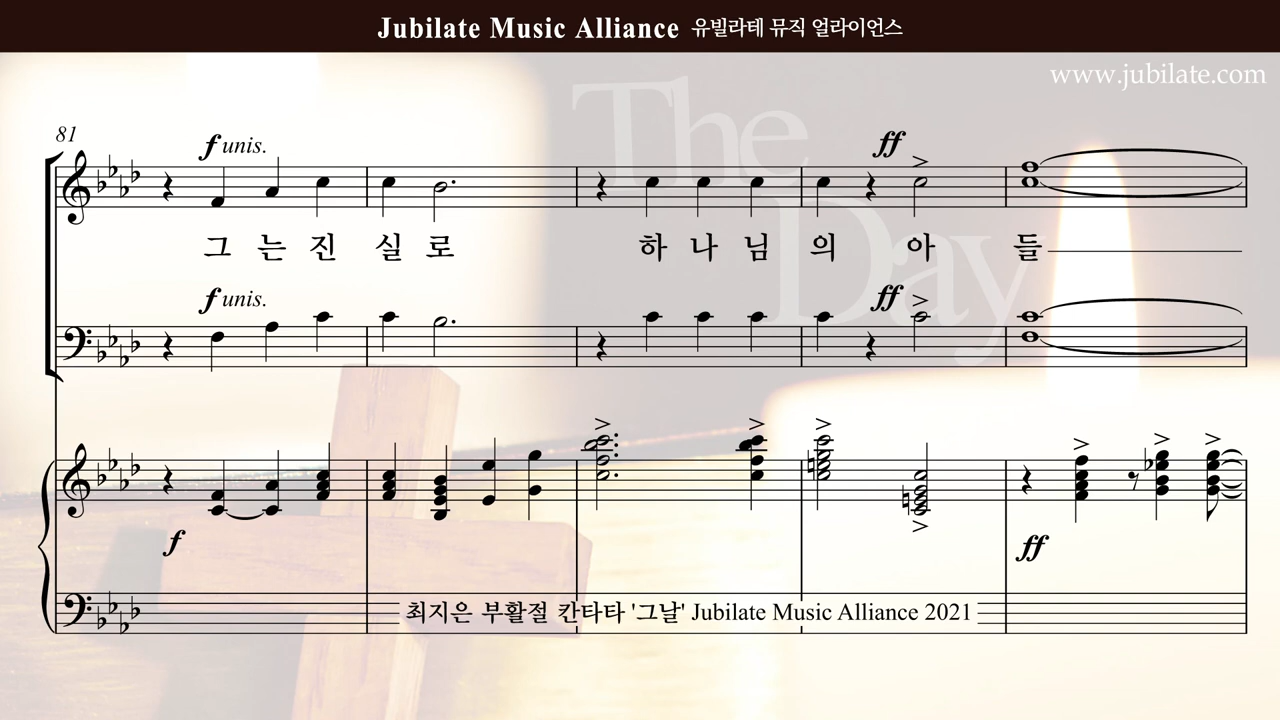 Jubilate Music Alliance 유빌라테 뮤직 얼라이언스
www.jubilate.com
The
Day
81
f unis.
ff
그 는 진 실 로 하 나 님 의 아 들
f unis.
ff
f
ff
최지은 부활절 칸타타 '그날' Jubilate Music Alliance 2021